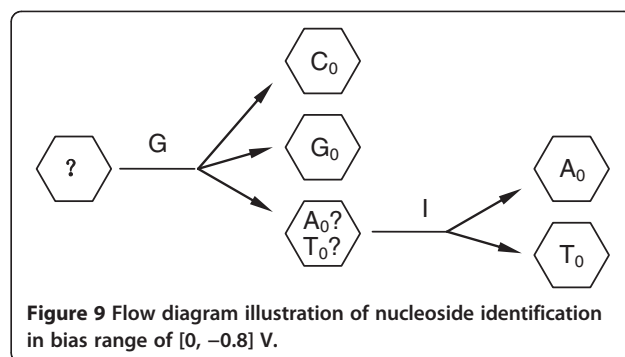 C₀
G
G₀
?
A₀?
T₀?
I
A₀
T₀
Figure 9 Flow diagram illustration of nucleoside identification
in bias range of [0, −0.8] V.